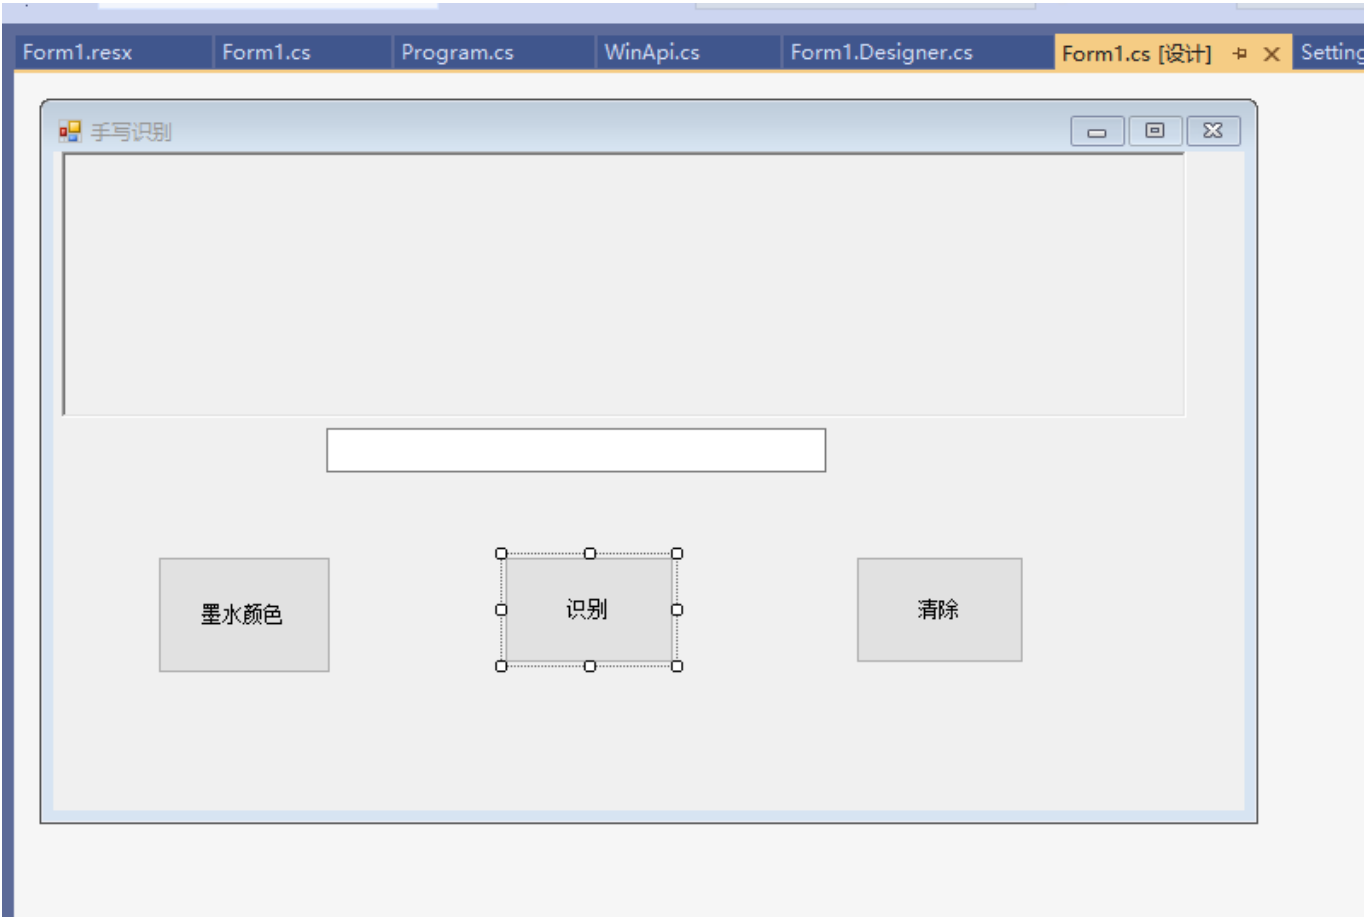 Form1.resx Form1.cs Program.cs WinApi.cs Form1.Designer.cs Form1.cs [设计] Setting
手写识别
墨水颜色 识别 清除